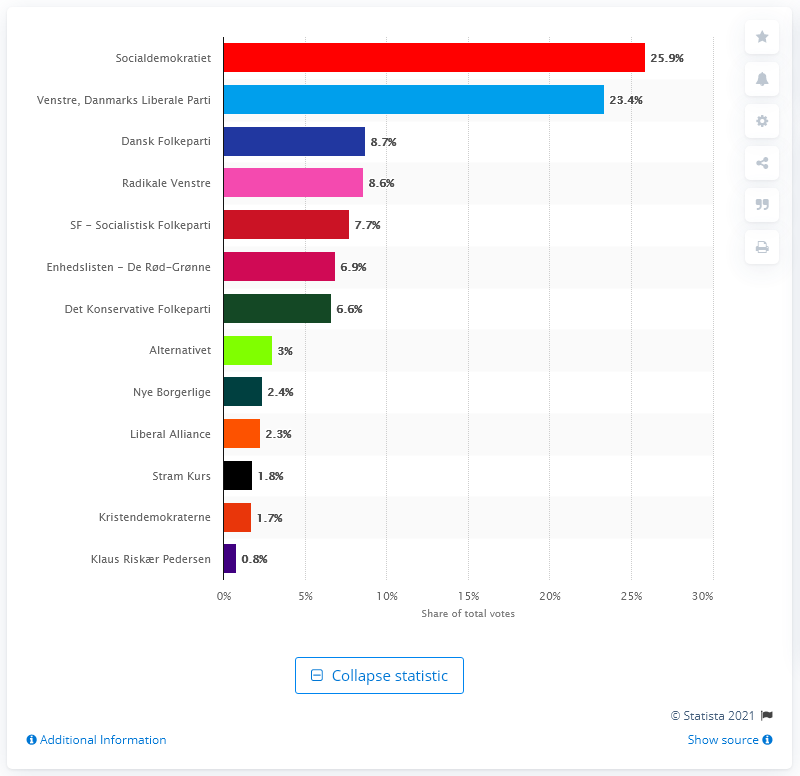 Socialdemokratiet 25.9%
Venstre, Danmarks Liberale Parti 23.4%
Dansk Folkeparti 8.7%
Radikale Venstre 8.6%
SF - Socialistisk Folkeparti 7.7%
Enhedslisten - De Rød-Grønne 6.9%
Det Konservative Folkeparti 6.6%
Alternativet 3%
Nye Borgerlige 2.4%
Liberal Alliance 2.3%
Stram Kurs 1.8%
Kristendemokraterne 1.7%
Klaus Riskær Pedersen 0.8%
0% 5% 10% 15% 20% 25% 30%
Share of total votes
Collapse statistic
© Statista 2021
Additional Information Show source